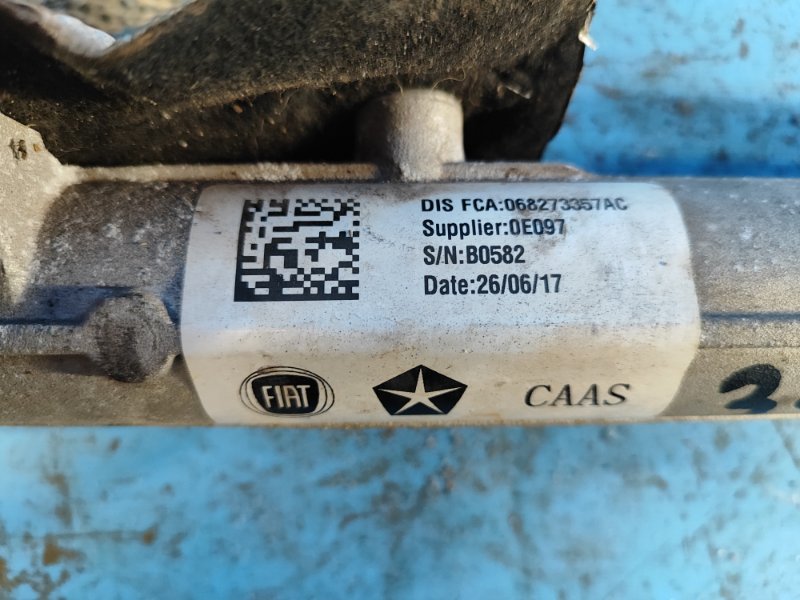 DIS FCA:068273357AC
Supplier:0E097
S/N:B0582
Date:26/06/17
FIAT
CAAS